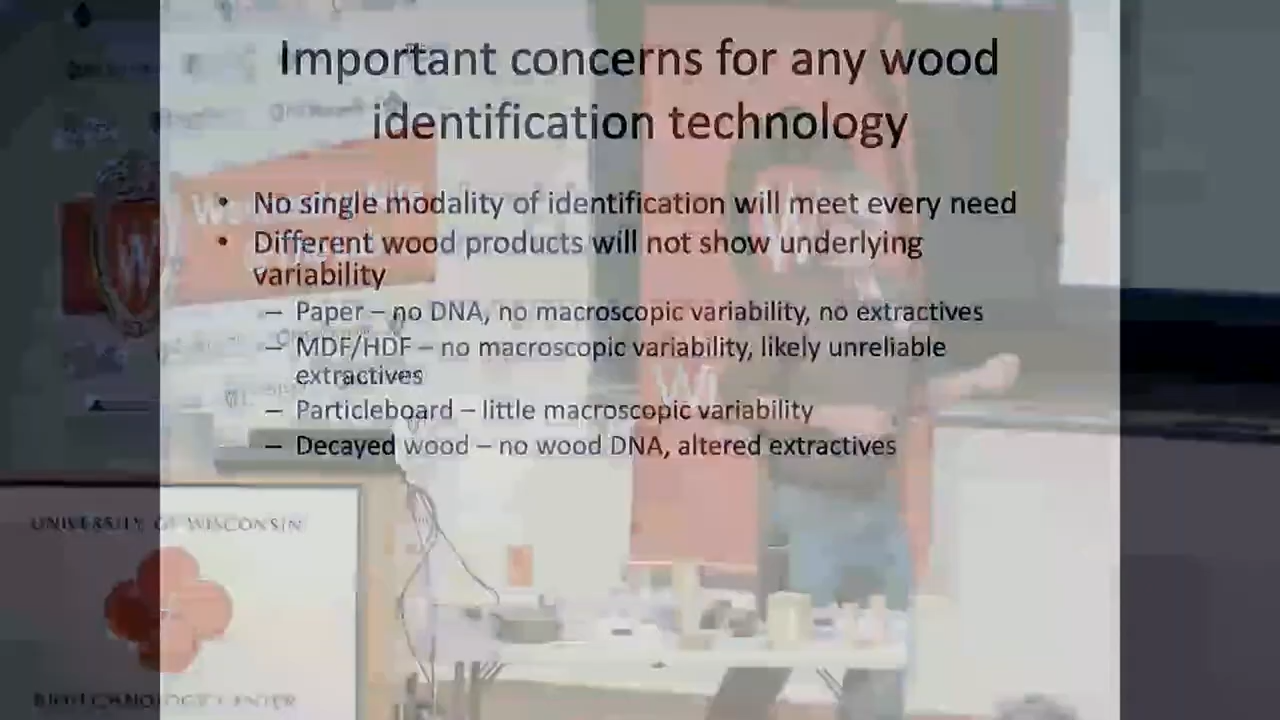 Important concerns for any wood
identification technology
• No single modality of identification will meet every need
• Different wood products will not show underlying
variability
– Paper – no DNA, no macroscopic variability, no extractives
– MDF/HDF – no macroscopic variability, likely unreliable
extractives
– Particleboard – little macroscopic variability
– Decayed wood – no wood DNA, altered extractives
W
W
UNIVERSITY OF WISCONSIN
BIOTECHNOLOGY CENTER